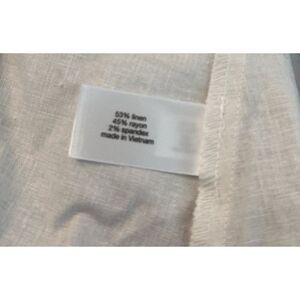 53% linen
45% rayon
2% spandex
made in Vietnam